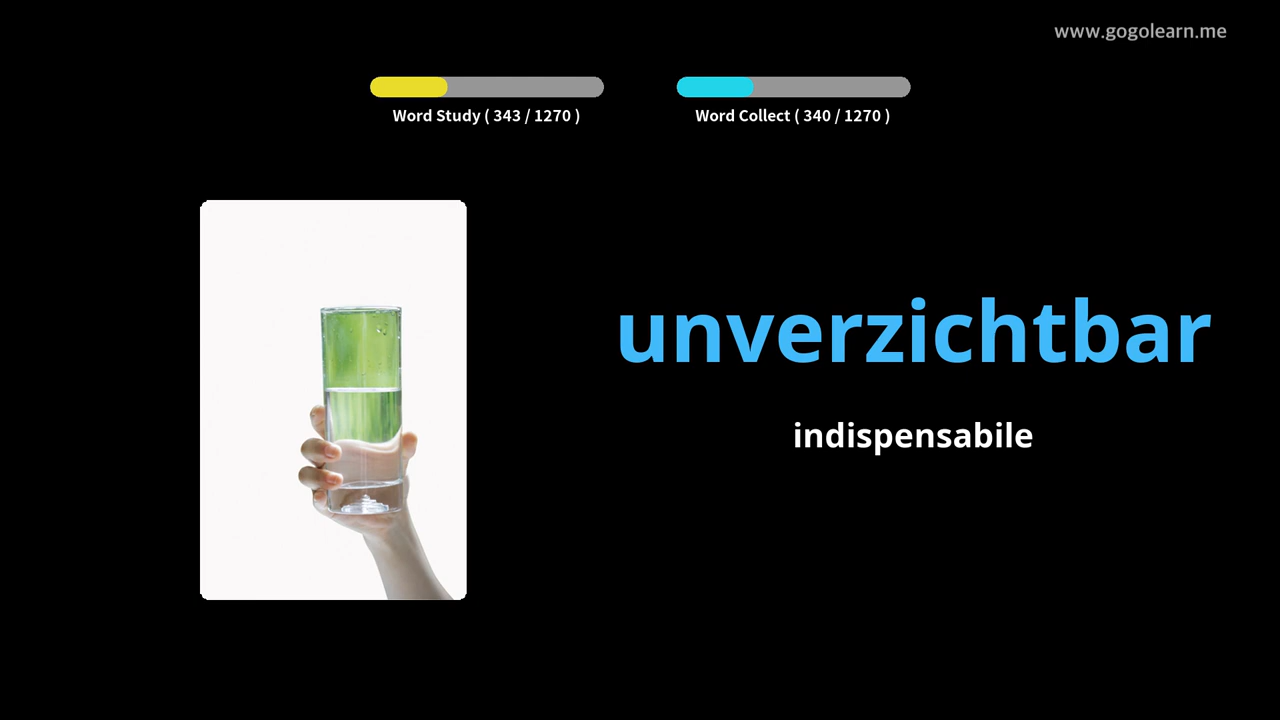 www.gogolearn.me
Word Study ( 343 / 1270 )
Word Collect ( 340 / 1270 )
unverzichtbar
indispensabile